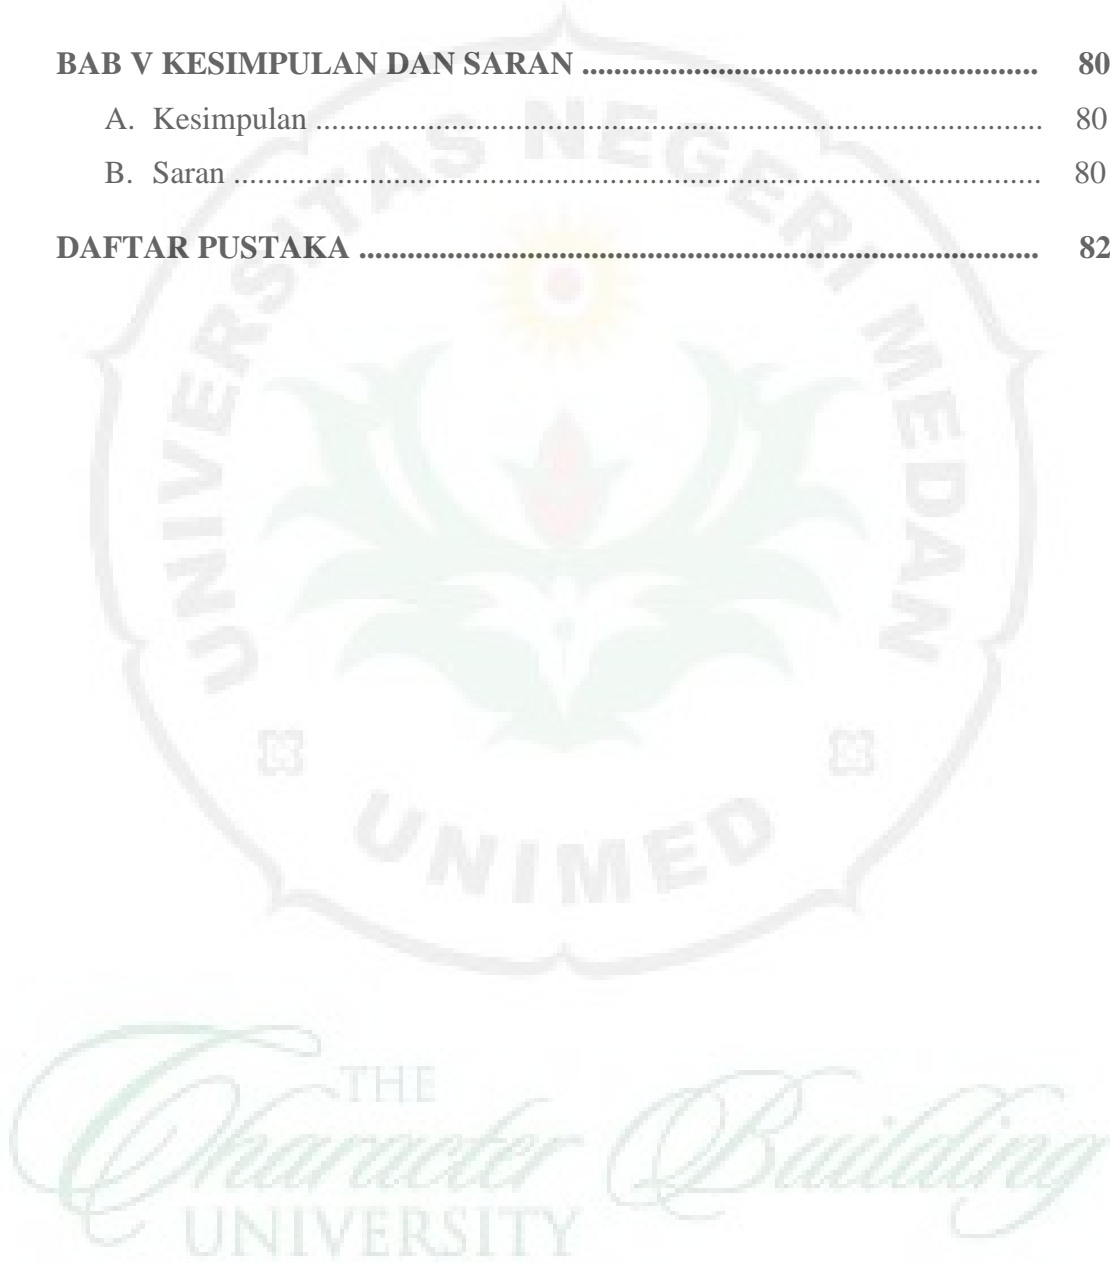 BAB V KESIMPULAN DAN SARAN ......................................................... 80
A. Kesimpulan ........................................................................................... 80
B. Saran ..................................................................................................... 80
DAFTAR PUSTAKA ..................................................................................... 82
UNIVERSITAS NEGERI MEDAN
UNIMED
THE
Character Building
UNIVERSITY